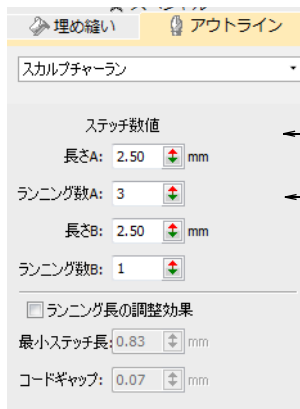 埋め縫い アウトライン
スカルプチャーラン
ステッチ数値
長さA: 2.50 mm
ランニング数A: 3
長さB: 2.50 mm
ランニング数B: 1
ランニング長の調整効果
最小ステッチ長: 0.83 mm
コードギャップ: 0.07 mm